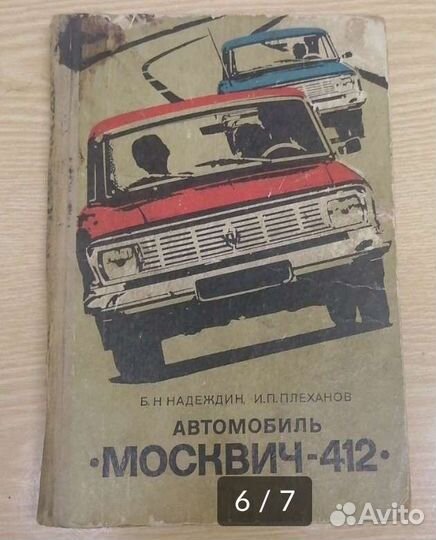 Б. Н НАДЕЖДИН, И.П.ПЛЕХАНОВ
АВТОМОБИЛЬ
•МОСКВИЧ-412•
6 / 7
Avito